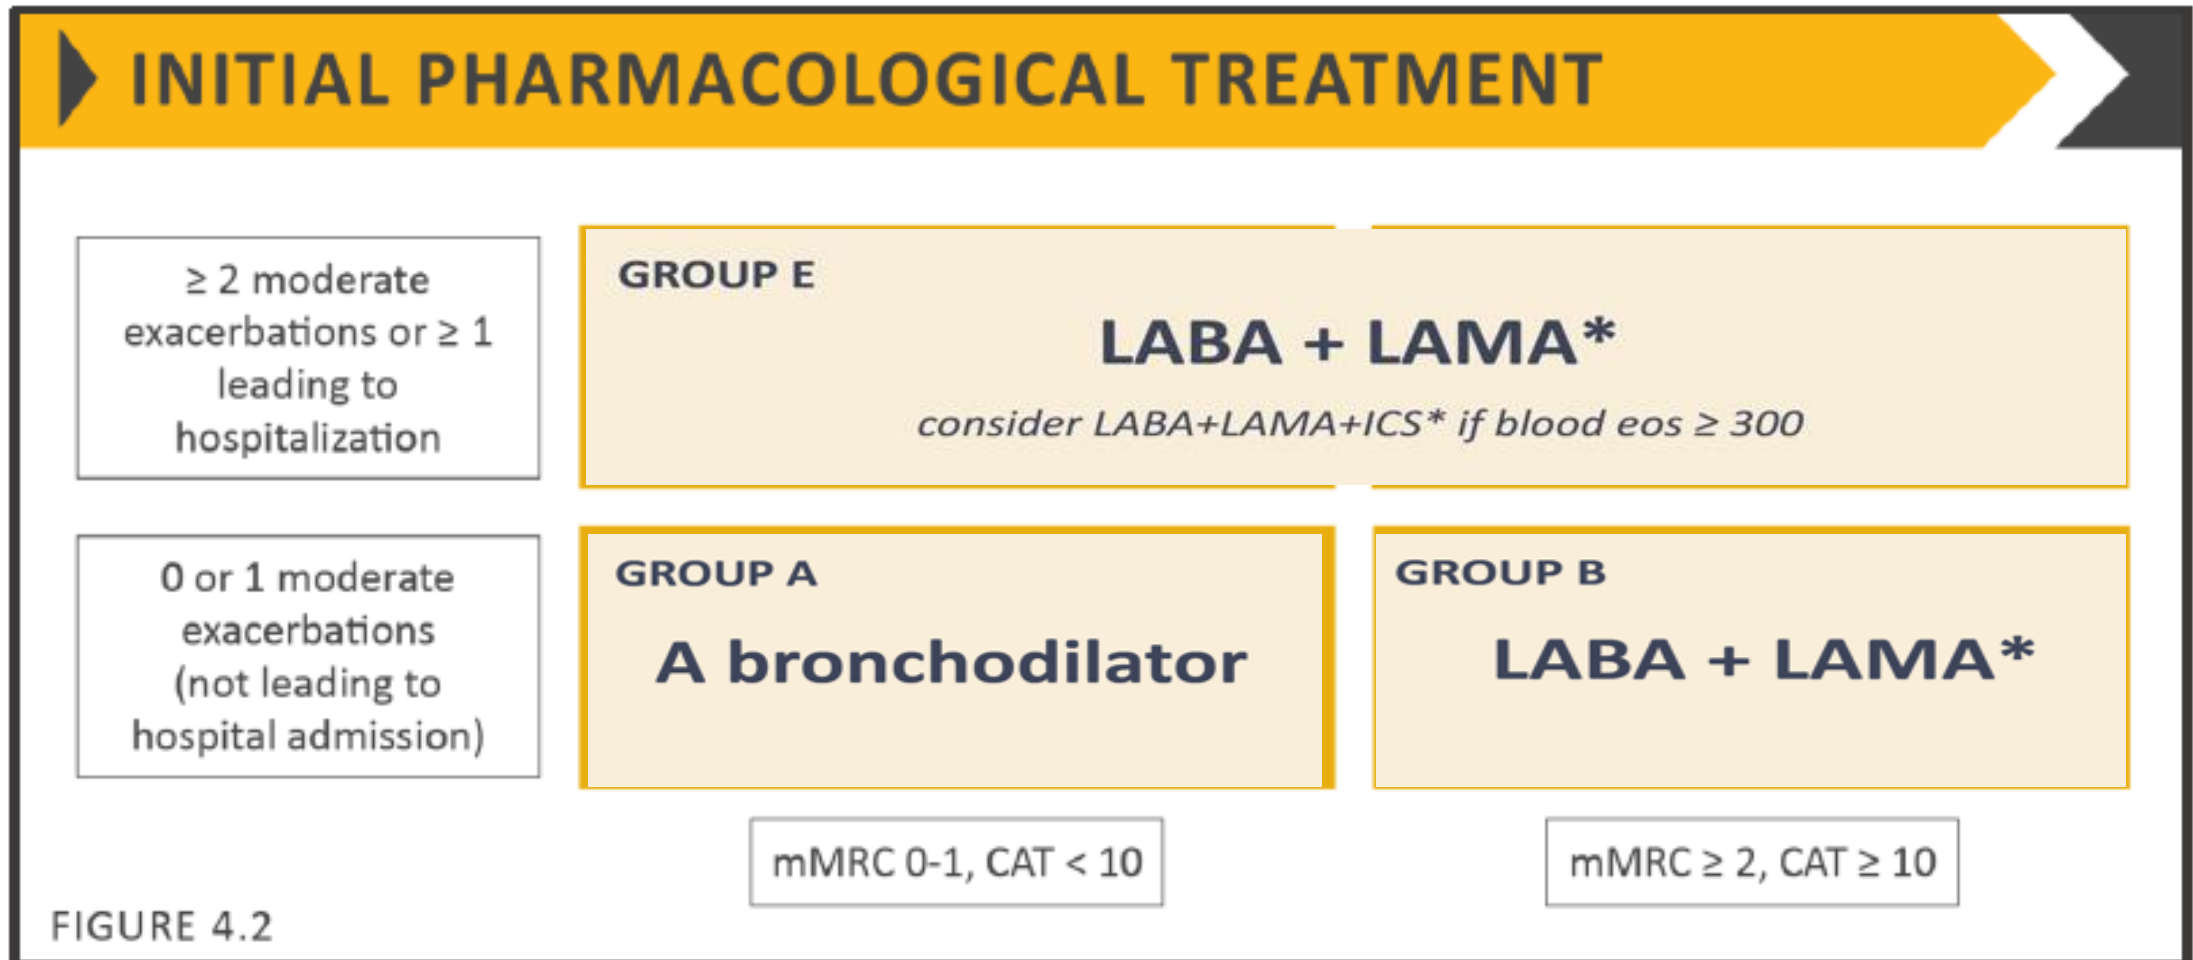 INITIAL PHARMACOLOGICAL TREATMENT
≥ 2 moderate
exacerbations or ≥ 1
leading to
hospitalization
GROUP E
LABA + LAMA*
consider LABA+LAMA+ICS* if blood eos ≥ 300
0 or 1 moderate
exacerbations
(not leading to
hospital admission)
GROUP A
A bronchodilator
GROUP B
LABA + LAMA*
mMRC 0-1, CAT < 10
mMRC ≥ 2, CAT ≥ 10
FIGURE 4.2